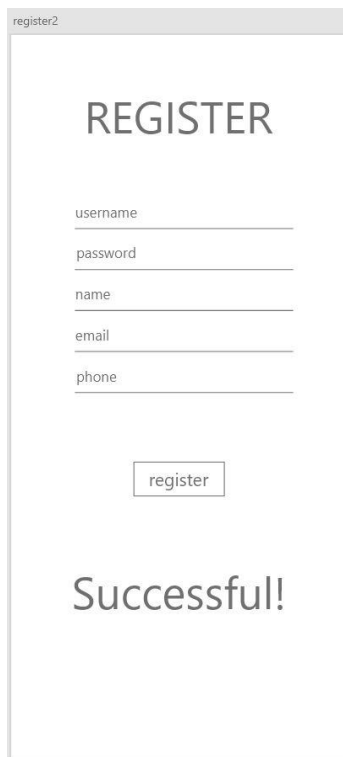 register2
REGISTER
username
password
name
email
phone
register
Successful!